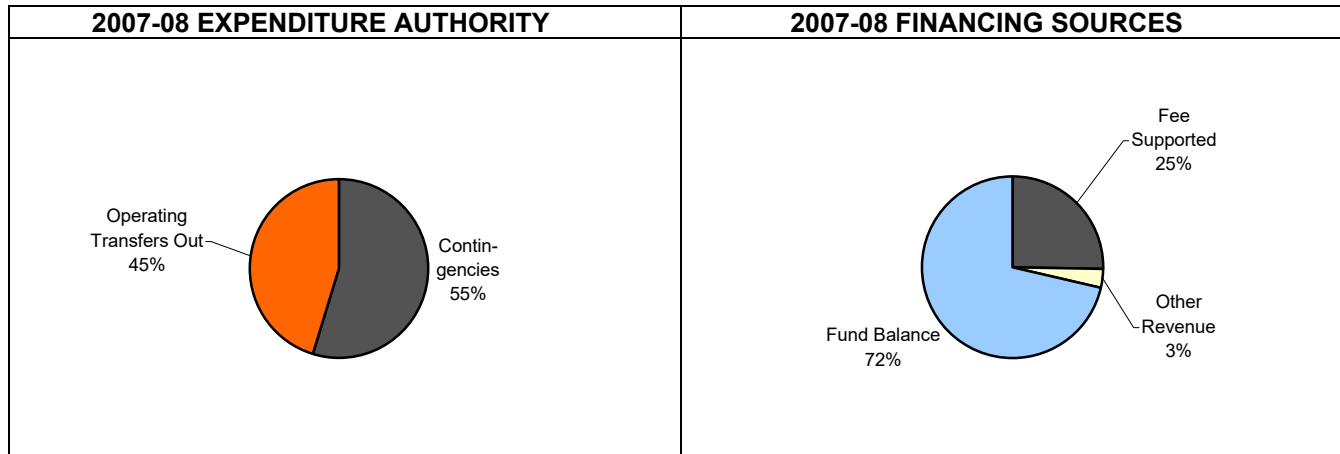 2007-08 EXPENDITURE AUTHORITY
2007-08 FINANCING SOURCES
Operating
Transfers Out
45%
Contin-
gencies
55%
Fee
Supported
25%
Other
Revenue
3%
Fund Balance
72%